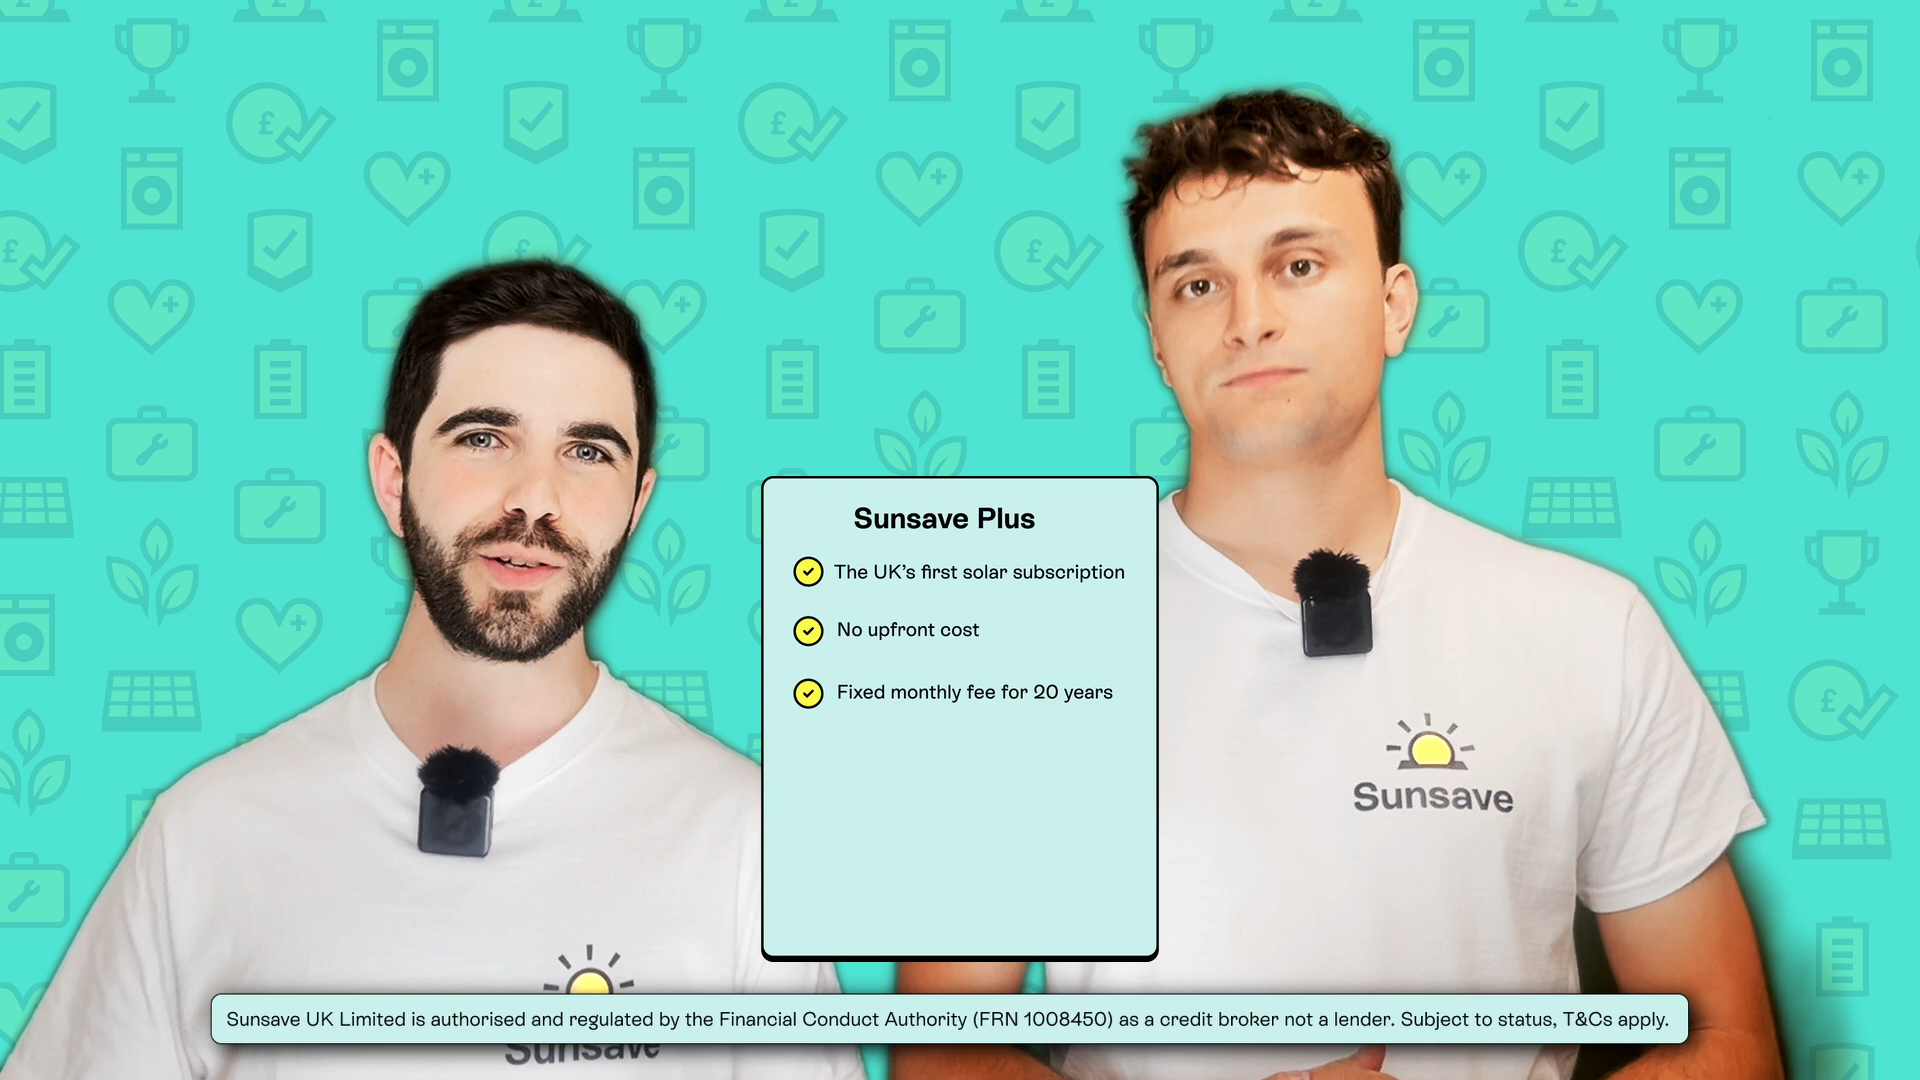 Sunsave Plus
The UK's first solar subscription
No upfront cost
Fixed monthly fee for 20 years
Sunsave
Sunsave UK Limited is authorised and regulated by the Financial Conduct Authority (FRN 1008450) as a credit broker not a lender. Subject to status, T&Cs apply.
Sunsave